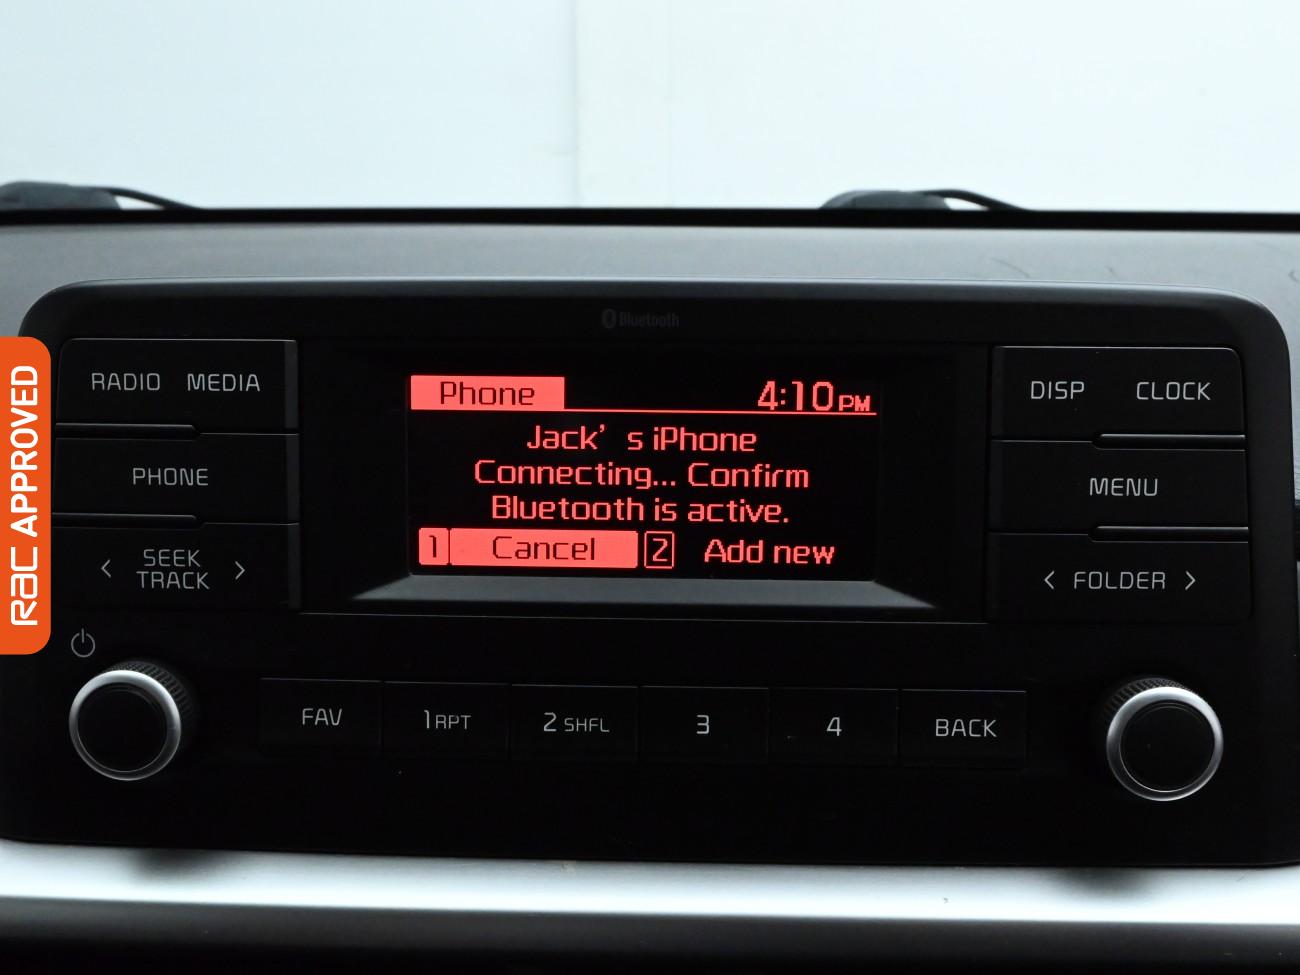 Bluetooth
RAC APPROVED
RADIO MEDIA
PHONE
< SEEK TRACK >
Phone 4:10PM
Jack' s iPhone
Connecting... Confirm
Bluetooth is active.
1 Cancel 2 Add new
DISP CLOCK
MENU
< FOLDER >
FAV 1 RPT 2 SHFL 3 4 BACK